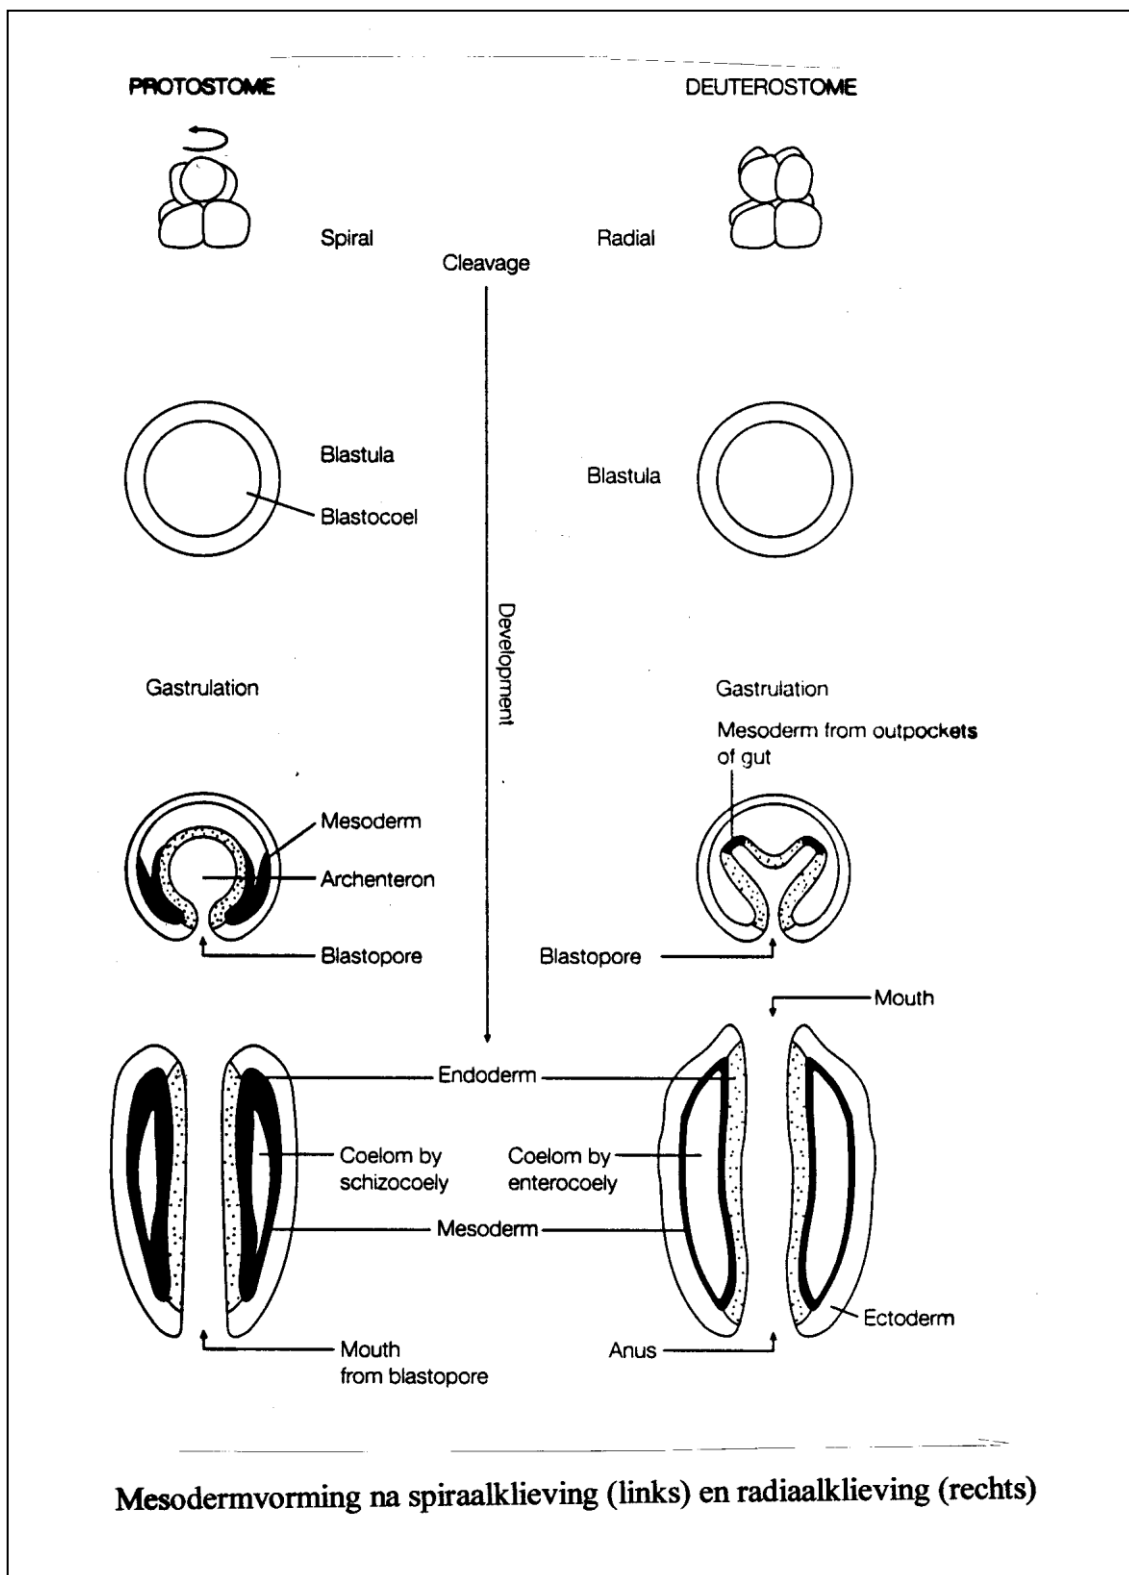 PROTOSTOME
DEUTEROSTOME
Spiral
Radial
Cleavage
Blastula
Blastocoel
Blastula
Development
Gastrulation
Gastrulation
Mesoderm from outpockets
of gut
Mesoderm
Archenteron
Blastopore
Blastopore
Mouth
Endoderm
Coelom by
schizocoely
Coelom by
enterocoely
Mesoderm
Ectoderm
Mouth
from blastopore
Anus
Mesodermvorming na spiraalklieving (links) en radiaalklieving (rechts)